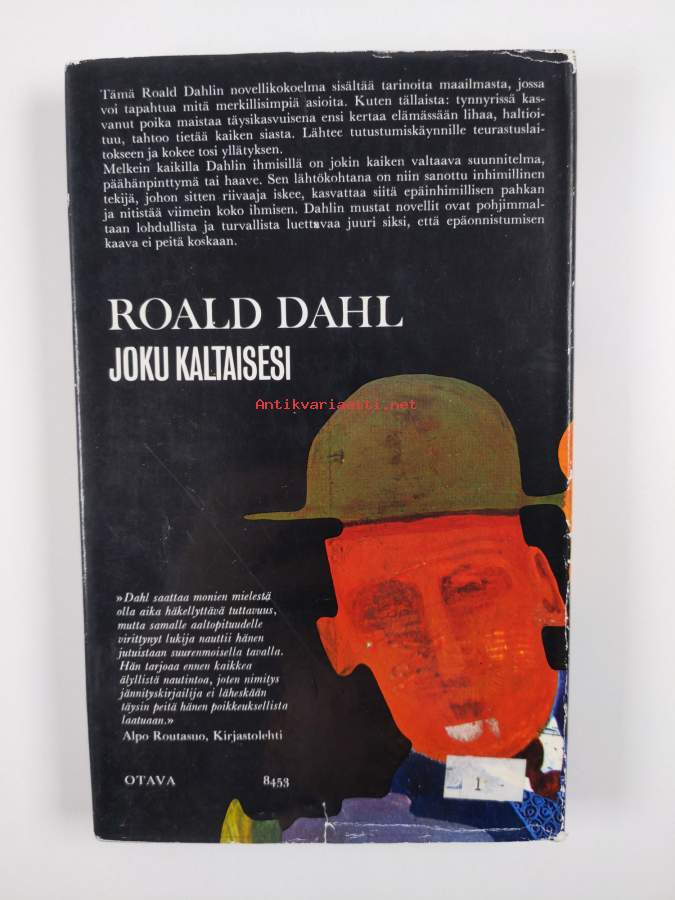 Tämä Roald Dahlin novellikokoelma sisältää tarinoita maailmasta, jossa
voi tapahtua mitä merkillisimpiä asioita. Kuten tällaista: tynnyrissä kas-
vanut poika maistaa täysikasvuisena ensi kertaa elämässään lihaa, haltioi-
tuu, tahtoo tietää kaiken siasta. Lähtee tutustumiskäynnille teurastuslai-
tokseen ja kokee tosi yllätyksen.
Melkein kaikilla Dahlin ihmisillä on jokin kaiken valtaava suunnitelma,
päähänpinttymä tai haave. Sen lähtökohtana on niin sanottu inhimillinen
tekijä, johon sitten riivaaja iskee, kasvattaa siitä epäinhimillisen pahkan
ja nitistää viimein koko ihmisen. Dahlin mustat novellit ovat pohjimmal-
taan lohdullista ja turvallista luettavaa juuri siksi, että epäonnistumisen
kaava ei peitä koskaan.
ROALD DAHL
JOKU KALTAISESI
Antikvariaatti.net
»Dahl saattaa monien mielestä
olla aika häkellyttävä tuttavuus,
mutta samalle aaltopituudelle
virittynyt lukija nauttii hänen
jutuistaan suurenmoisella tavalla.
Hän tarjoaa ennen kaikkea
älyllistä nautintoa, joten nimitys
jännityskirjailija ei läheskään
täysin peitä hänen poikkeuksellista
laatuaan.»
Alpo Routasuo, Kirjastolehti
OTAVA 8453
1